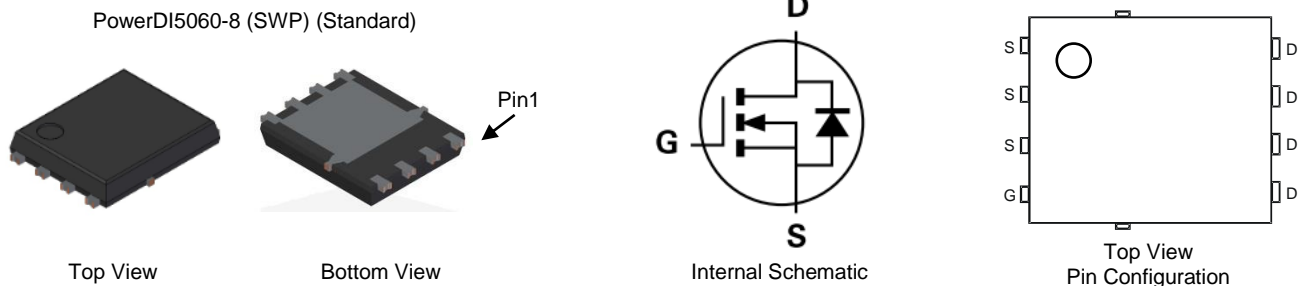 PowerDI5060-8 (SWP) (Standard)
Pin1
Top View
Bottom View
D
G
S
Internal Schematic
S
S
S
G
D
D
D
D
Top View
Pin Configuration